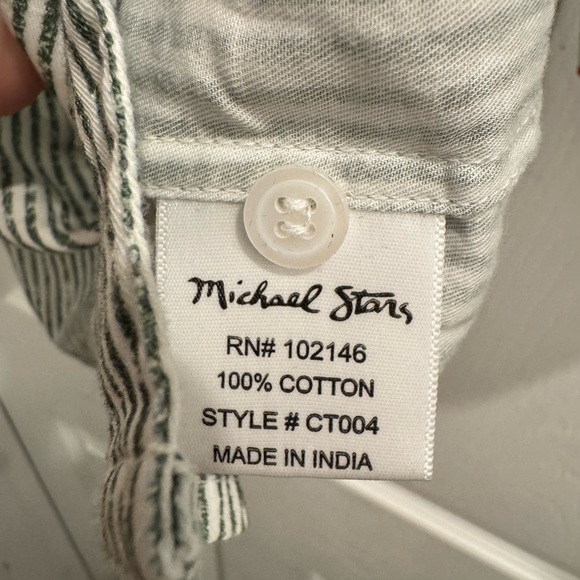 Michael Stars
RN# 102146
100% COTTON
STYLE # CT004
MADE IN INDIA